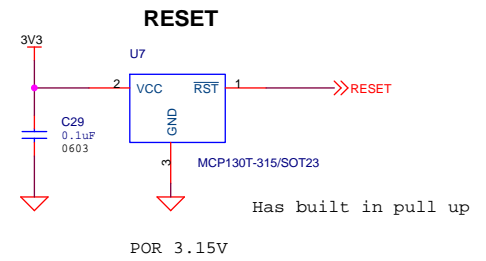 RESET
3V3
U7
2 VCC RST 1 RESET
GND
C29
0.1uF
0603
3
MCP130T-315/SOT23
Has built in pull up
POR 3.15V